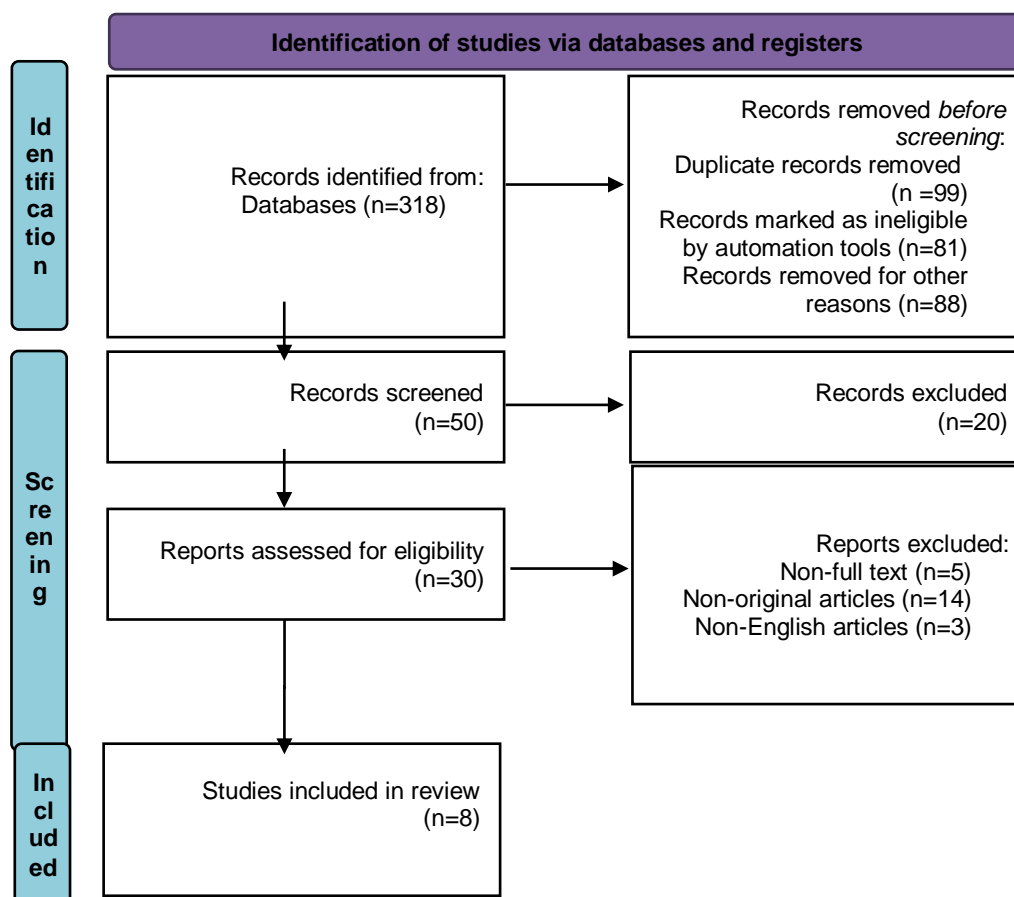 Identification of studies via databases and registers
Id
en
tifi
ca
tio
n
Records identified from:
Databases (n=318)
Records removed before
screening:
Duplicate records removed
(n =99)
Records marked as ineligible
by automation tools (n=81)
Records removed for other
reasons (n=88)
Sc
re
en
in
g
Records screened
(n=50)
Records excluded
(n=20)
Reports assessed for eligibility
(n=30)
Reports excluded:
Non-full text (n=5)
Non-original articles (n=14)
Non-English articles (n=3)
In
cl
ud
ed
Studies included in review
(n=8)